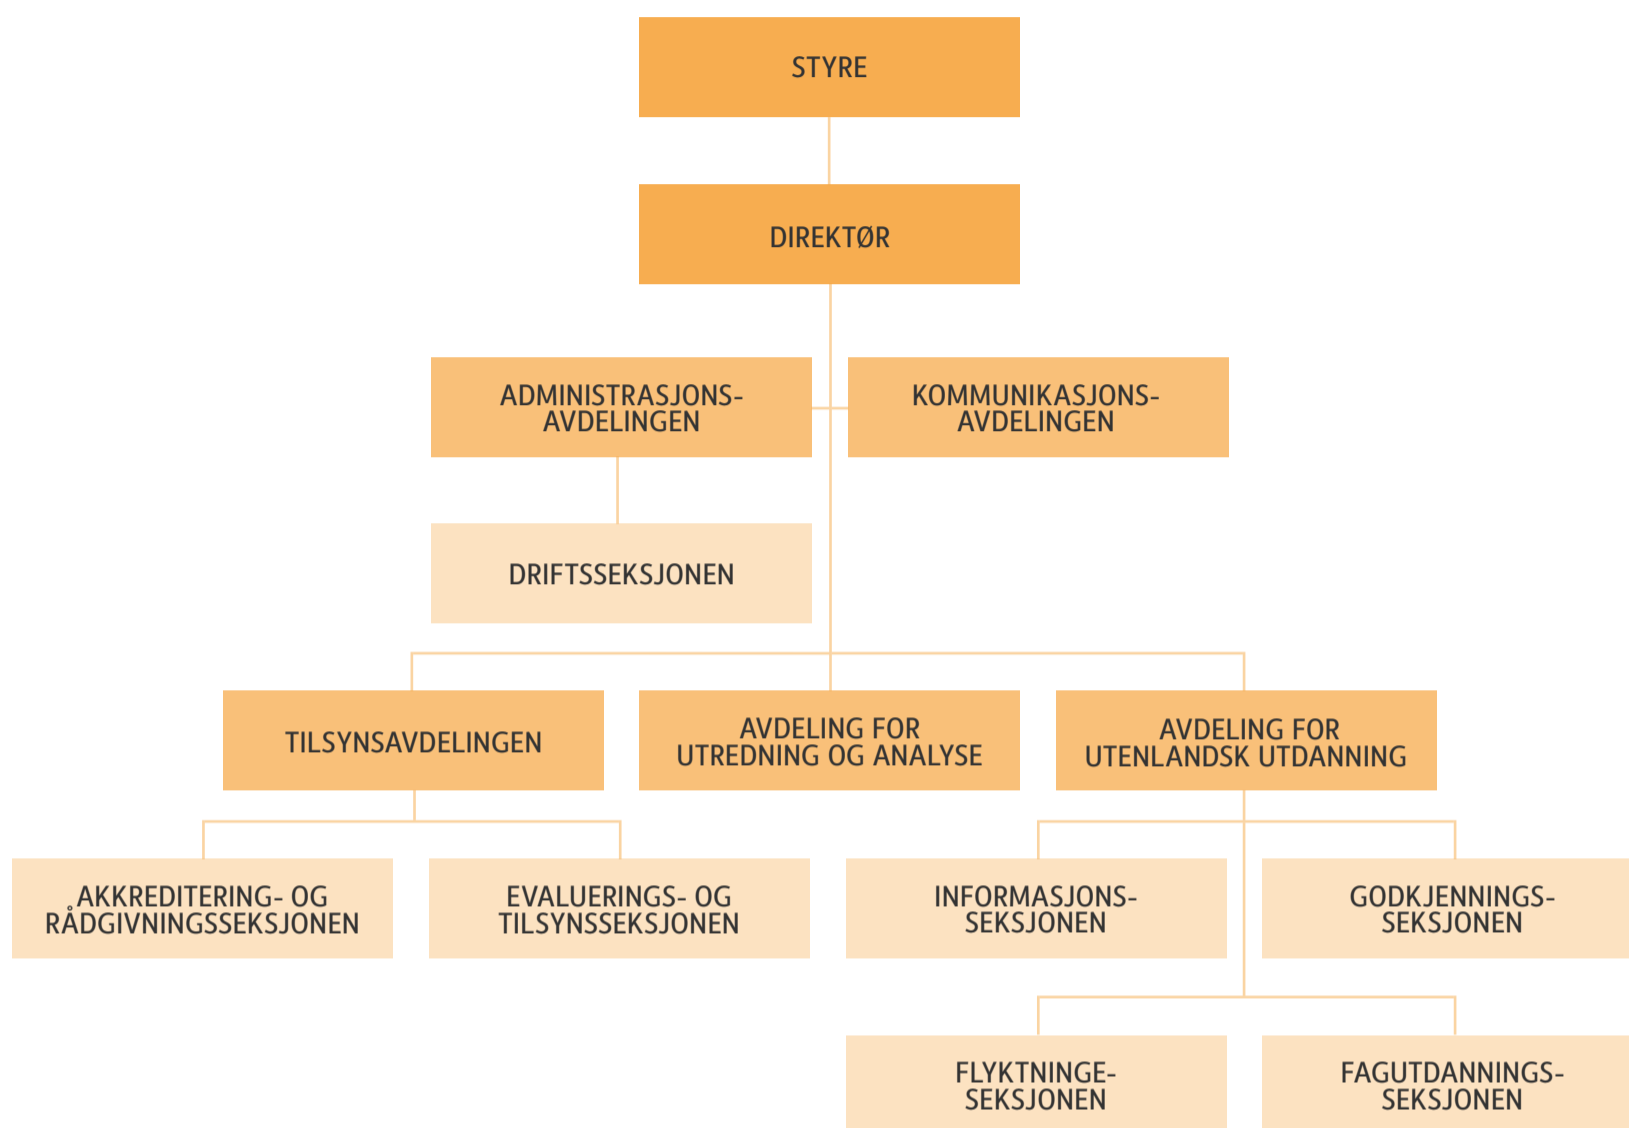 STYRE
DIREKTØR
ADMINISTRASJONS-
AVDELINGEN
KOMMUNIKASJONS-
AVDELINGEN
DRIFTSSEKSJONEN
TILSYNSAVDELINGEN
AVDELING FOR
UTREDNING OG ANALYSE
AVDELING FOR
UTENLANDSK UTDANNING
AKKREDITERING- OG
RÅDGIVNINGSSEKSJONEN
EVALUERINGS- OG
TILSYNSSEKSJONEN
INFORMASJONS-
SEKSJONEN
GODKJENNINGS-
SEKSJONEN
FLYKTNINGE-
SEKSJONEN
FAGUTDANNINGS-
SEKSJONEN